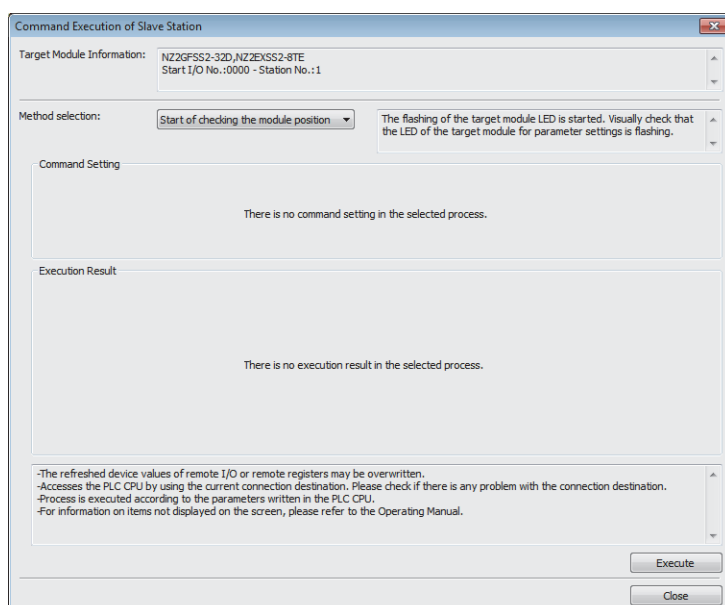 Command Execution of Slave Station
Target Module Information:
NZ2GFSS2-32D,NZ2EXSS2-8TE
Start I/O No.:0000 - Station No.:1
Method selection:
Start of checking the module position
The flashing of the target module LED is started. Visually check that
the LED of the target module for parameter settings is flashing.
Command Setting
There is no command setting in the selected process.
Execution Result
There is no execution result in the selected process.
-The refreshed device values of remote I/O or remote registers may be overwritten.
-Accesses the PLC CPU by using the current connection destination. Please check if there is any problem with the connection destination.
-Process is executed according to the parameters written in the PLC CPU.
-For information on items not displayed on the screen, please refer to the Operating Manual.
Execute
Close